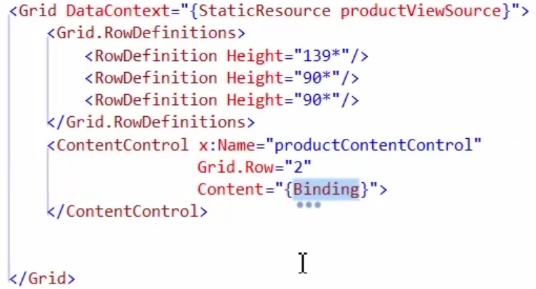 <Grid DataContext="{StaticResource productViewSource}">
<Grid.RowDefinitions>
<RowDefinition Height="139*"/>
<RowDefinition Height="90*"/>
<RowDefinition Height="90*"/>
</Grid.RowDefinitions>
<ContentControl x:Name="productContentControl"
Grid.Row="2"
Content="{Binding}">
</ContentControl>
</Grid>